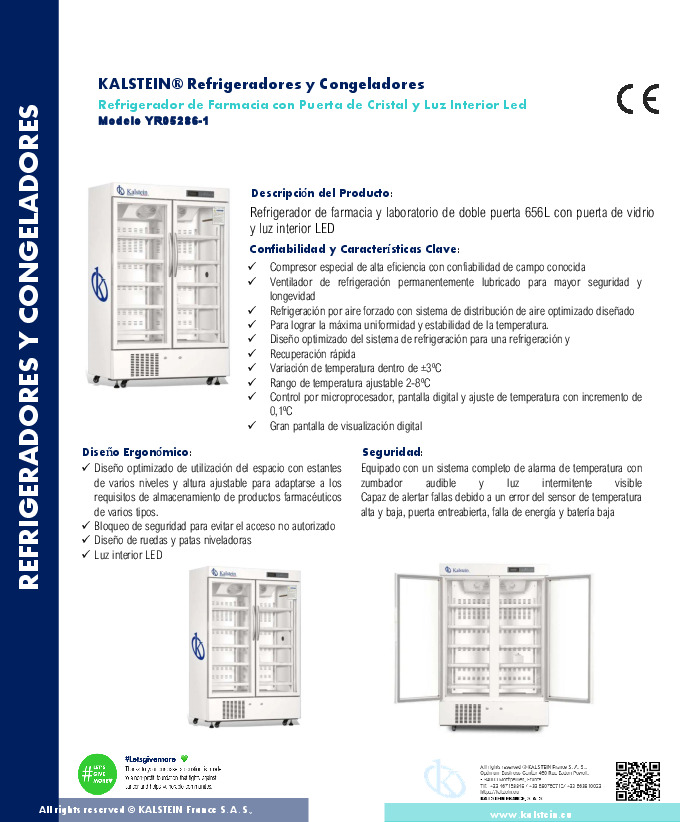 REFRIGERADORES Y CONGELADORES
KALSTEIN® Refrigeradores y Congeladores
Refrigerador de Farmacia con Puerta de Cristal y Luz Interior Led
Modelo YR05286-1
CE
Kalstein
Descripción del Producto:
Refrigerador de farmacia y laboratorio de doble puerta 656L con puerta de vidrio
y luz interior LED
Confiabilidad y Características Clave:
✓ Compresor especial de alta eficiencia con confiabilidad de campo conocida
✓ Ventilador de refrigeración permanentemente lubricado para mayor seguridad y
longevidad
✓ Refrigeración por aire forzado con sistema de distribución de aire optimizado diseñado
✓ Para lograr la máxima uniformidad y estabilidad de la temperatura.
✓ Diseño optimizado del sistema de refrigeración para una refrigeración y
✓ Recuperación rápida
✓ Variación de temperatura dentro de ±3ºC
✓ Rango de temperatura ajustable 2-8ºC
✓ Control por microprocesador, pantalla digital y ajuste de temperatura con incremento de
0,1ºC
✓ Gran pantalla de visualización digital
Diseño Ergonómico:
✓ Diseño optimizado de utilización del espacio con estantes
de varios niveles y altura ajustable para adaptarse a los
requisitos de almacenamiento de productos farmacéuticos
de varios tipos.
✓ Bloqueo de seguridad para evitar el acceso no autorizado
✓ Diseño de ruedas y patas niveladoras
✓ Luz interior LED
Seguridad:
Equipado con un sistema completo de alarma de temperatura con
zumbador audible y luz intermitente visible
Capaz de alertar fallas debido a un error del sensor de temperatura
alta y baja, puerta entreabierta, falla de energía y batería baja
Kalstein
Kalstein
# LET'S
GIVE
MORE
#Letsgivemore
All rights reserved ©KALSTEIN France S. A. S.,
KALSTEIN FRANCE, S. A. S
All rights reserved © KALSTEIN France S.A.S.,
www.kalstein.eu